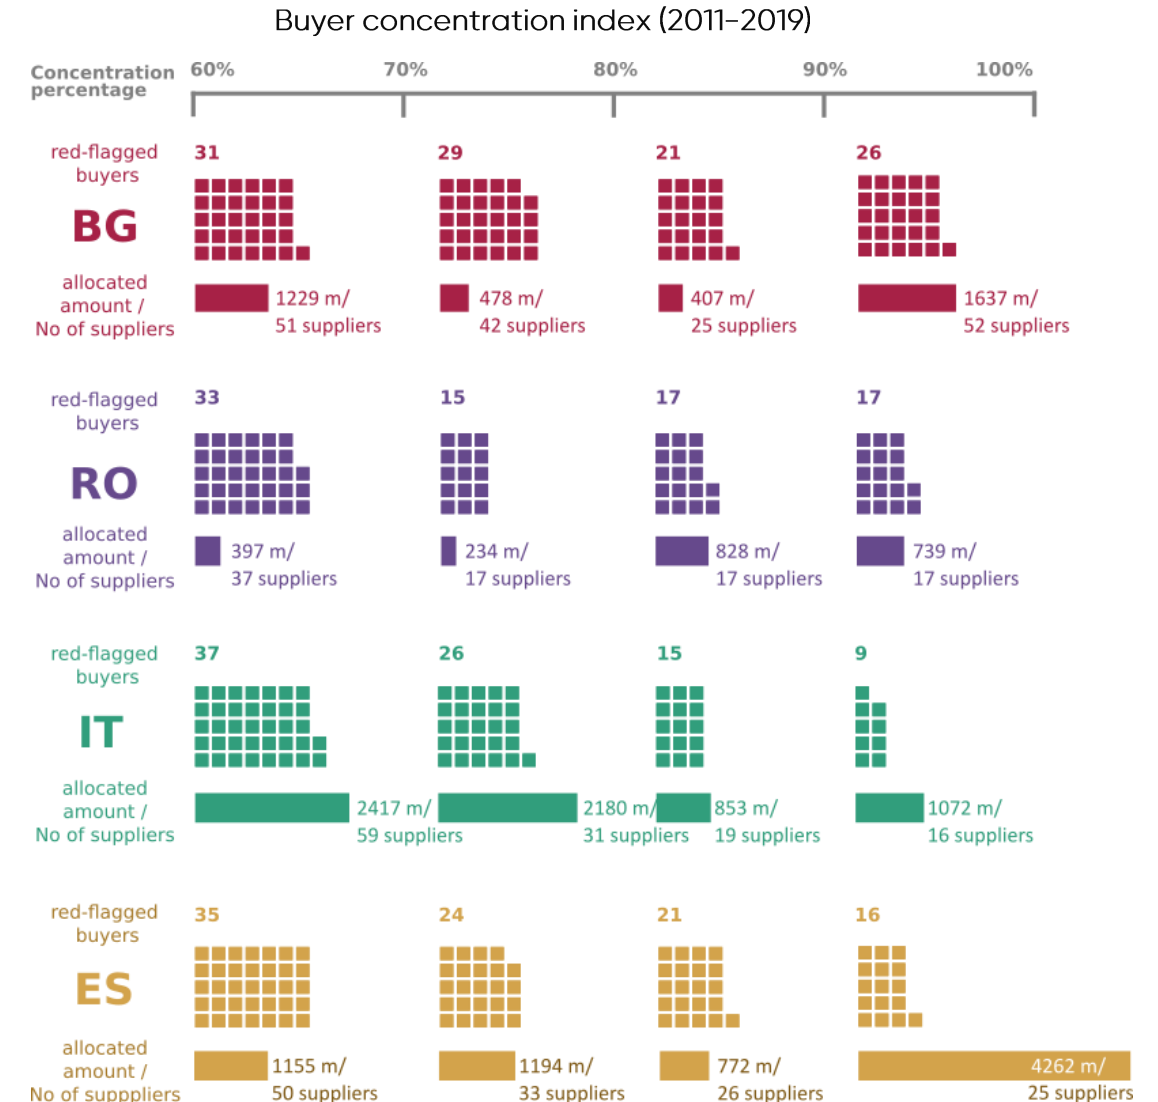 Buyer concentration index (2011–2019)
Concentration
percentage
60% 70% 80% 90% 100%
red-flagged
buyers
31 29 21 26
BG
allocated
amount /
No of suppliers
1229 m/ 478 m/ 407 m/ 1637 m/
51 suppliers 42 suppliers 25 suppliers 52 suppliers
red-flagged
buyers
33 15 17 17
RO
allocated
amount /
No of suppliers
397 m/ 234 m/ 828 m/ 739 m/
37 suppliers 17 suppliers 17 suppliers 17 suppliers
red-flagged
buyers
37 26 15 9
IT
allocated
amount /
No of suppliers
2417 m/ 2180 m/ 853 m/ 1072 m/
59 suppliers 31 suppliers 19 suppliers 16 suppliers
red-flagged
buyers
35 24 21 16
ES
allocated
amount /
No of supppliers
1155 m/ 1194 m/ 772 m/ 4262 m/
50 suppliers 33 suppliers 26 suppliers 25 suppliers